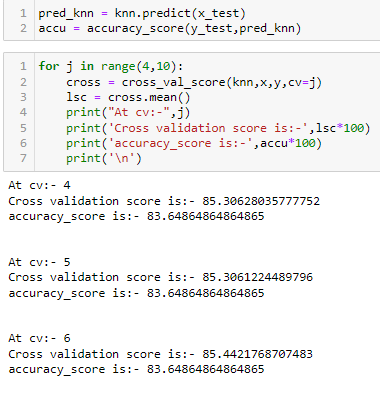 1 pred_knn = knn.predict(x_test)
2 accu = accuracy_score(y_test,pred_knn)
1 for j in range(4,10):
2 cross = cross_val_score(knn,x,y,cv=j)
3 lsc = cross.mean()
4 print("At cv:-",j)
5 print('Cross validation score is:-',lsc*100)
6 print('accuracy_score is:-',accu*100)
7 print('\n')
At cv:- 4
Cross validation score is:- 85.30628035777752
accuracy_score is:- 83.64864864864865
At cv:- 5
Cross validation score is:- 85.3061224489796
accuracy_score is:- 83.64864864864865
At cv:- 6
Cross validation score is:- 85.4421768707483
accuracy_score is:- 83.64864864864865